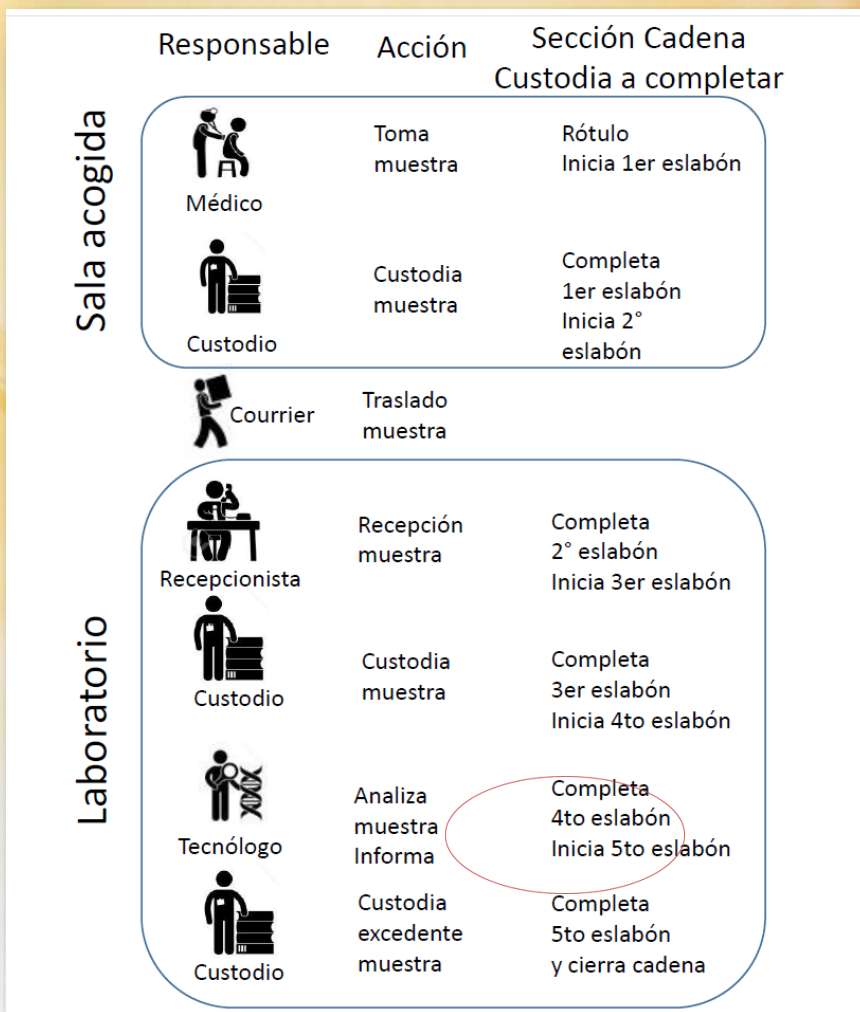 Responsable
Acción
Sección Cadena
Custodia a completar
Sala acogida
Médico
Toma
muestra
Rótulo
Inicia 1er eslabón
Custodio
Custodia
muestra
Completa
1er eslabón
Inicia 2°
eslabón
Courrier
Traslado
muestra
Laboratorio
Recepcionista
Recepción
muestra
Completa
2° eslabón
Inicia 3er eslabón
Custodio
Custodia
muestra
Completa
3er eslabón
Inicia 4to eslabón
Tecnólogo
Analiza
muestra
Informa
Completa
4to eslabón
Inicia 5to eslabón
Custodio
Custodia
excedente
muestra
Completa
5to eslabón
y cierra cadena